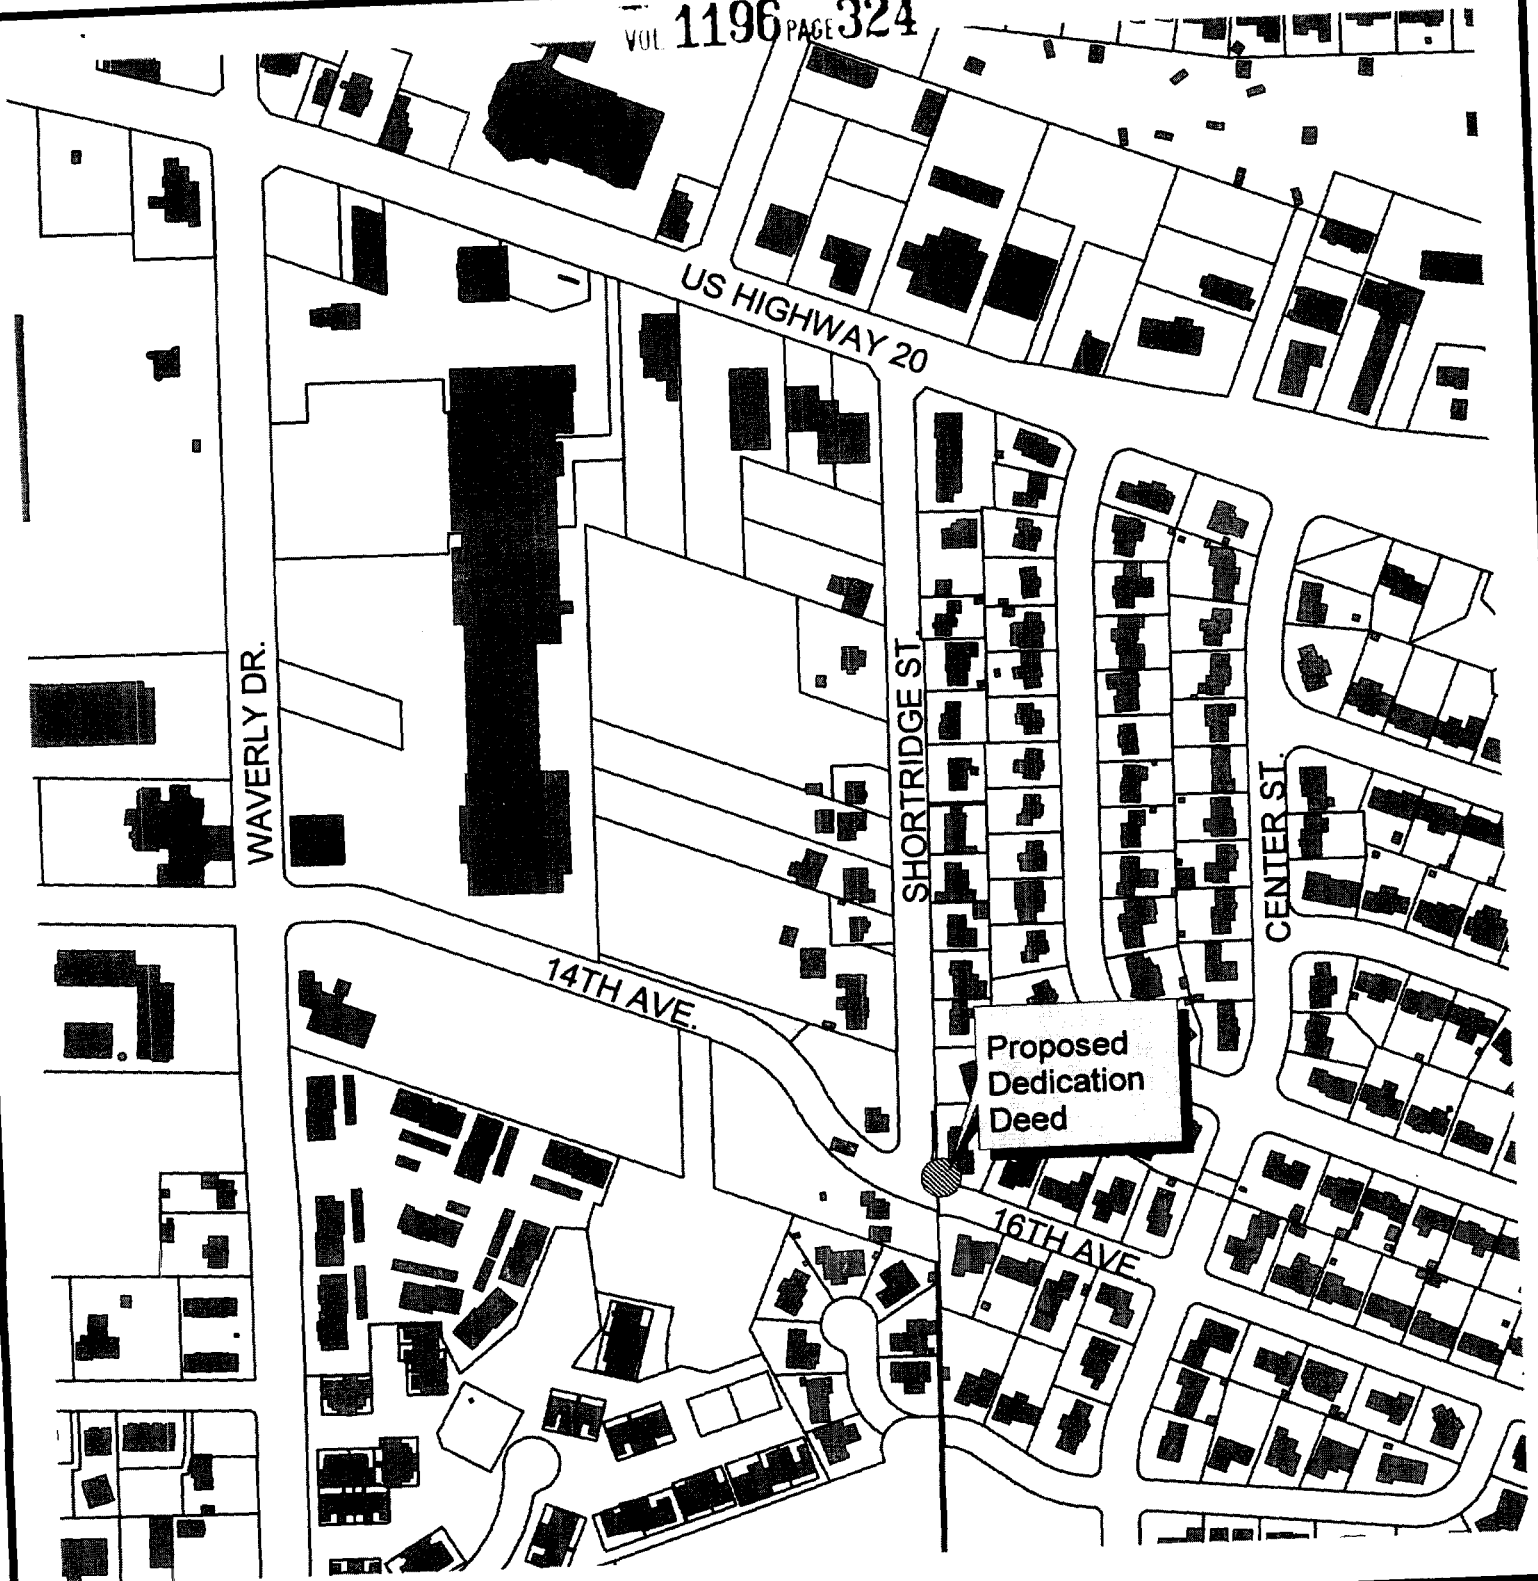 VOL 1196 PAGE 324
US HIGHWAY 20
WAVERLY DR.
SHORTRIDGE ST.
CENTER ST.
14TH AVE.
Proposed
Dedication
Deed
16TH AVE.